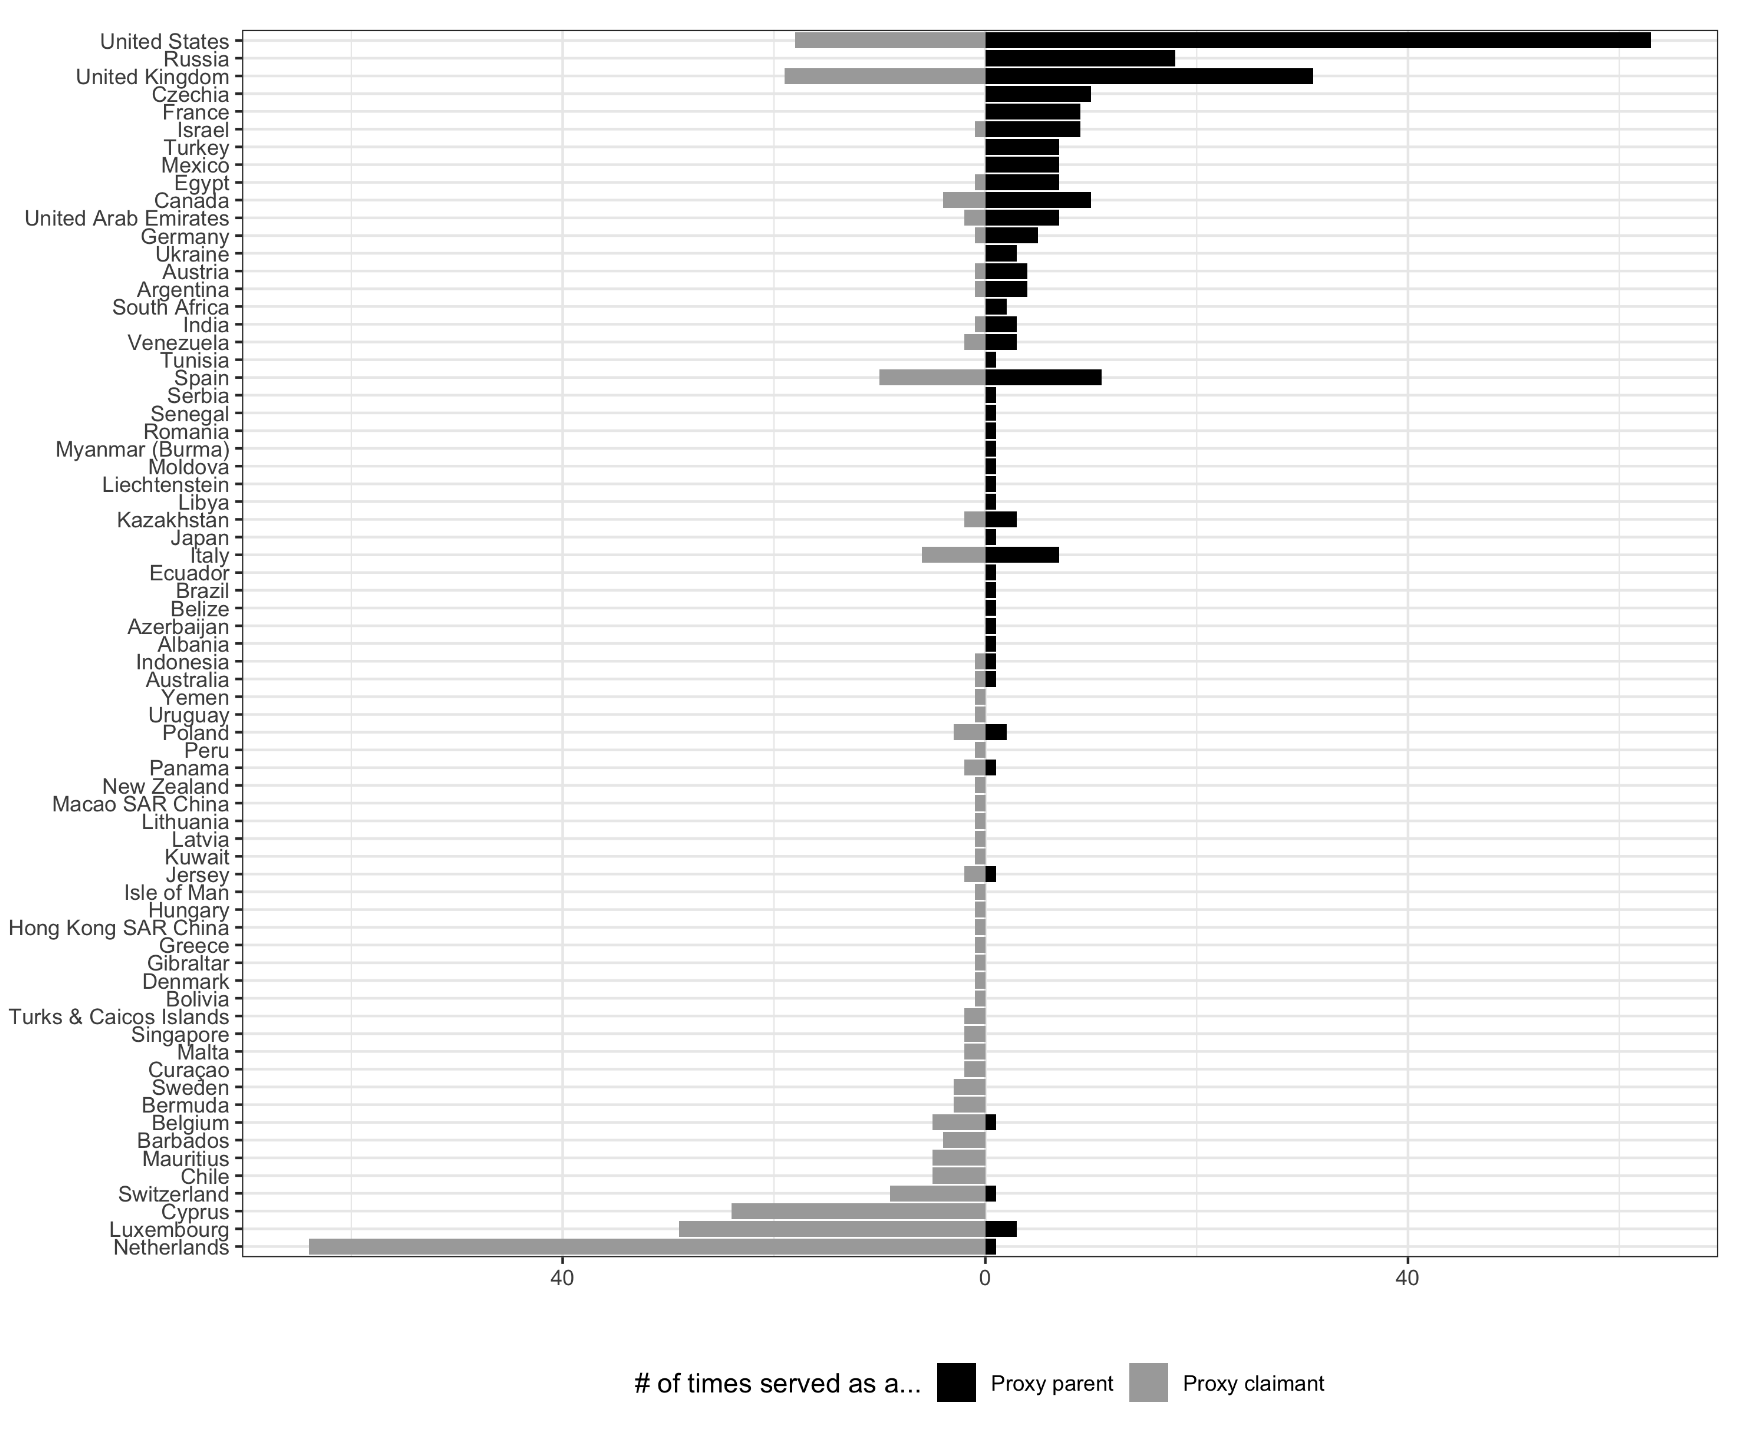 United States
Russia
United Kingdom
Czechia
France
Israel
Turkey
Mexico
Egypt
Canada
United Arab Emirates
Germany
Ukraine
Austria
Argentina
South Africa
India
Venezuela
Tunisia
Spain
Serbia
Senegal
Romania
Myanmar (Burma)
Moldova
Liechtenstein
Libya
Kazakhstan
Japan
Italy
Ecuador
Brazil
Belize
Azerbaijan
Albania
Indonesia
Australia
Yemen
Uruguay
Poland
Peru
Panama
New Zealand
Macao SAR China
Lithuania
Latvia
Kuwait
Jersey
Isle of Man
Hungary
Hong Kong SAR China
Greece
Gibraltar
Denmark
Bolivia
Turks & Caicos Islands
Singapore
Malta
Curaçao
Sweden
Bermuda
Belgium
Barbados
Mauritius
Chile
Switzerland
Cyprus
Luxembourg
Netherlands
40 0 40
# of times served as a... Proxy parent Proxy claimant